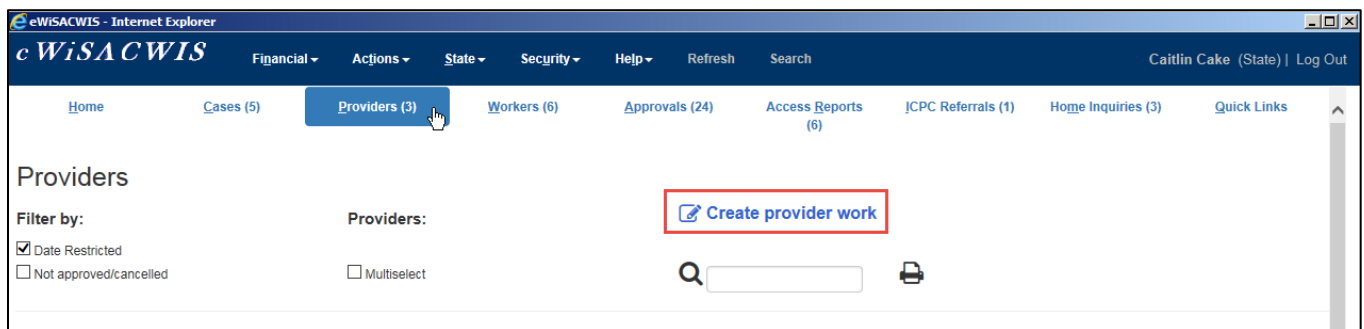 eWiSACWIS - Internet Explorer
eWiSACWIS Financial Actions State Security Help Refresh Search Caitlin Cake (State) | Log Out
Home Cases (5) Providers (3) Workers (6) Approvals (24) Access Reports (6) ICPC Referrals (1) Home Inquiries (3) Quick Links
Providers
Filter by: Providers: Create provider work
Date Restricted
Not approved/cancelled Multiselect